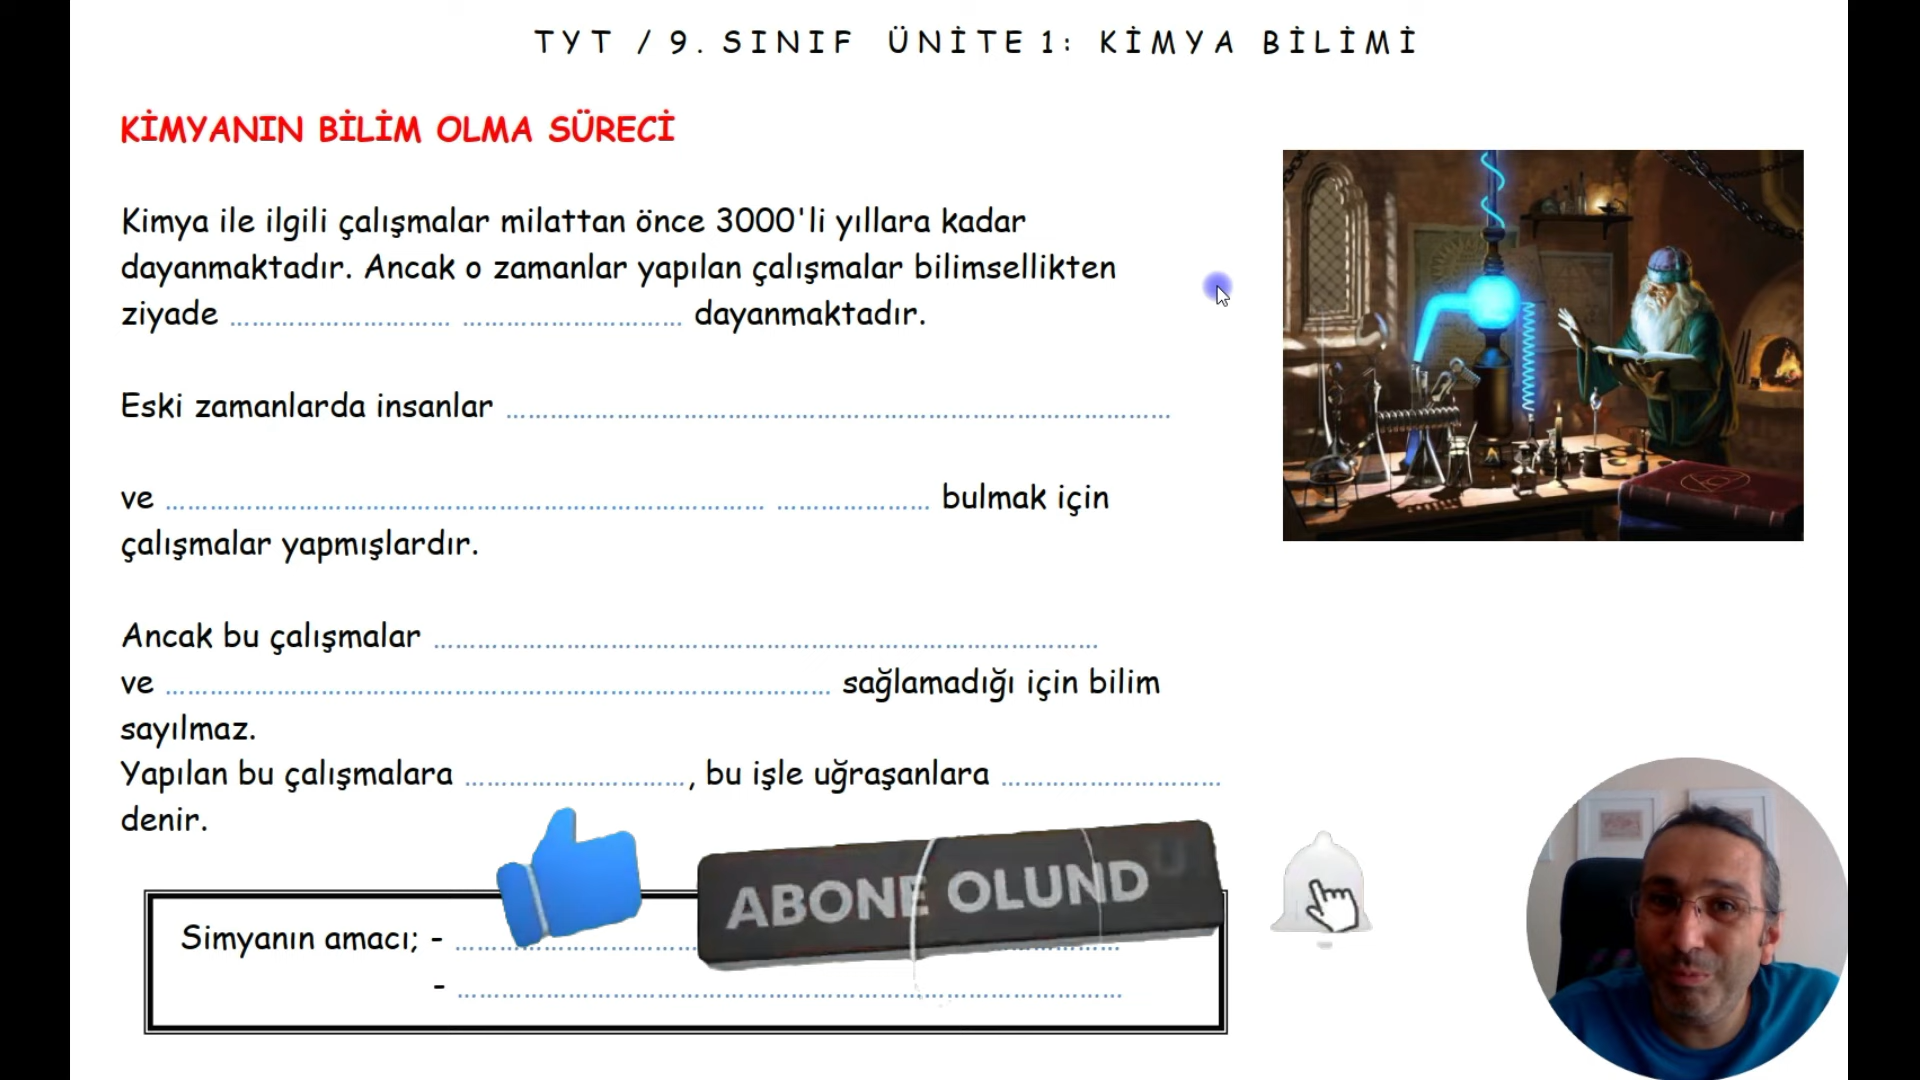 TYT / 9. SINIF ÜNİTE 1: KİMYA BİLİMİ
KİMYANIN BİLİM OLMA SÜRECİ
Kimya ile ilgili çalışmalar milattan önce 3000'li yıllara kadar
dayanmaktadır. Ancak o zamanlar yapılan çalışmalar bilimsellikten
ziyade ........................ ........................ dayanmaktadır.
Eski zamanlarda insanlar ........................................................................
ve ................................................................. ................. bulmak için
çalışmalar yapmışlardır.
Ancak bu çalışmalar ........................................................................
ve ........................................................................ sağlamadığı için bilim
sayılmaz.
Yapılan bu çalışmalara ........................, bu işle uğraşanlara ........................
denir.
ABONE OLUNDU
Simyanın amacı; - ........................................................................
- ........................................................................